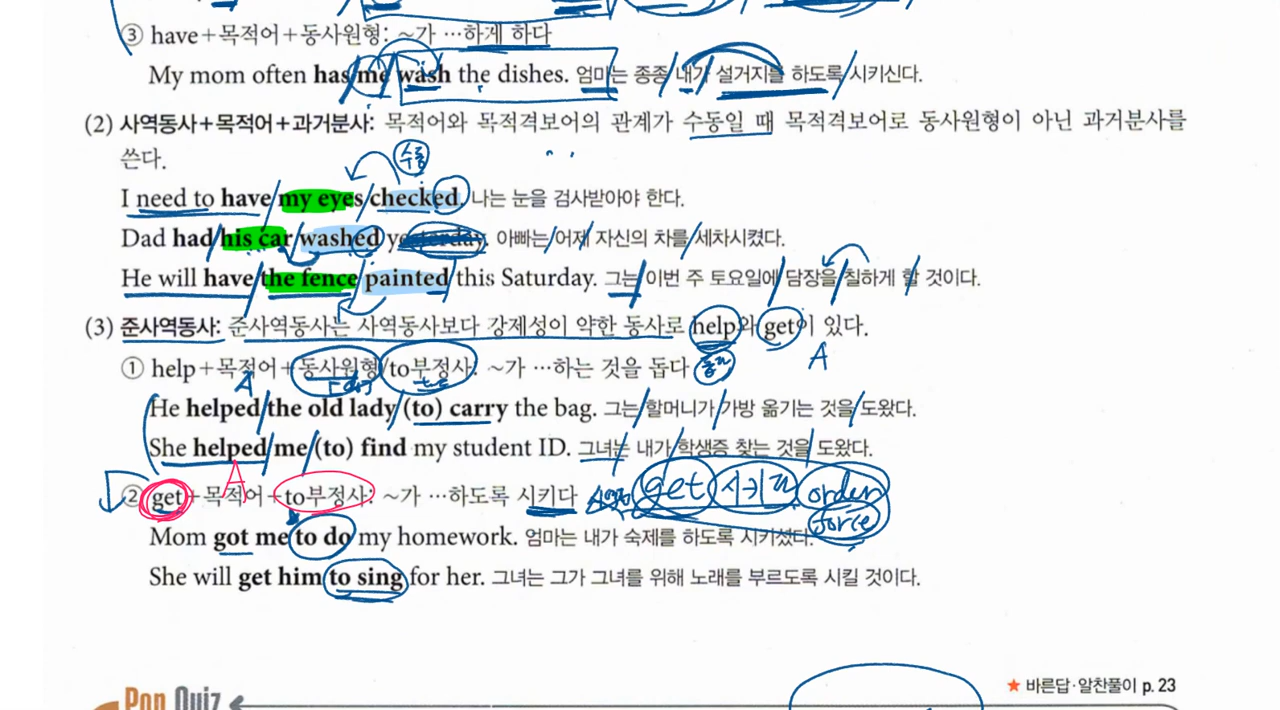 ③ have+목적어+동사원형: ~가 …하게 하다
My mom often has me wash the dishes. 엄마는 종종 내가 설거지를 하도록 시키신다.
(2) 사역동사+목적어+과거분사: 목적어와 목적격보어의 관계가 수동일 때 목적격보어로 동사원형이 아닌 과거분사를
쓴다.
수동
I need to have my eyes checked. 나는 눈을 검사받아야 한다.
Dad had his car washed yesterday. 아빠는 어제 자신의 차를 세차시켰다.
He will have the fence painted this Saturday. 그는 이번 주 토요일에 담장을 칠하게 할 것이다.
(3) 준사역동사: 준사역동사는 사역동사보다 강제성이 약한 동사로 help와 get이 있다.
A
① help+목적어+동사원형/to부정사: ~가 …하는 것을 돕다
A
He helped the old lady (to) carry the bag. 그는 할머니가 가방 옮기는 것을 도왔다.
She helped me (to) find my student ID. 그녀는 내가 학생증 찾는 것을 도왔다.
A
② get+목적어+to부정사: ~가 …하도록 시키다 get 시키다 order
force
Mom got me to do my homework. 엄마는 내가 숙제를 하도록 시키셨다.
She will get him to sing for her. 그녀는 그가 그녀를 위해 노래를 부르도록 시킬 것이다.
★ 바른답·알찬풀이 p. 23
Pop Quiz